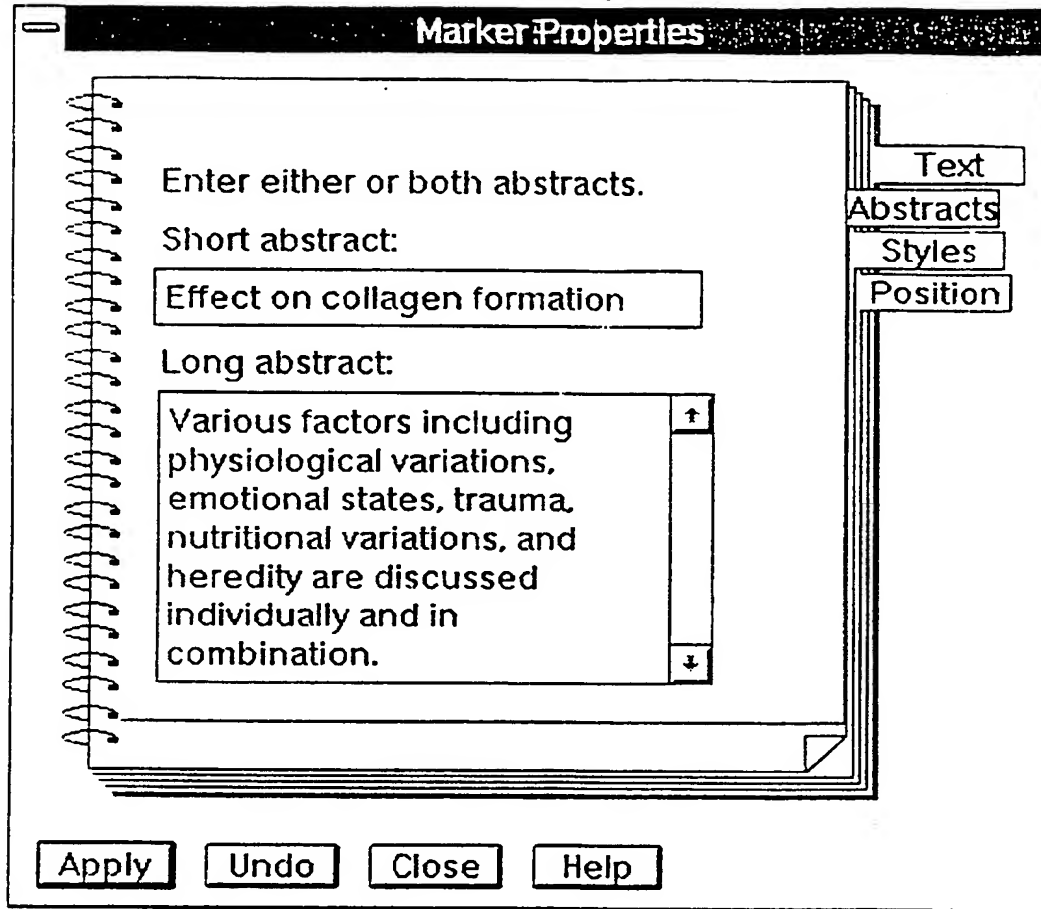 Marker Properties
Text
Abstracts
Styles
Position
Enter either or both abstracts.
Short abstract:
Effect on collagen formation
Long abstract:
Various factors including
physiological variations,
emotional states, trauma,
nutritional variations, and
heredity are discussed
individually and in
combination.
Apply
Undo
Close
Help